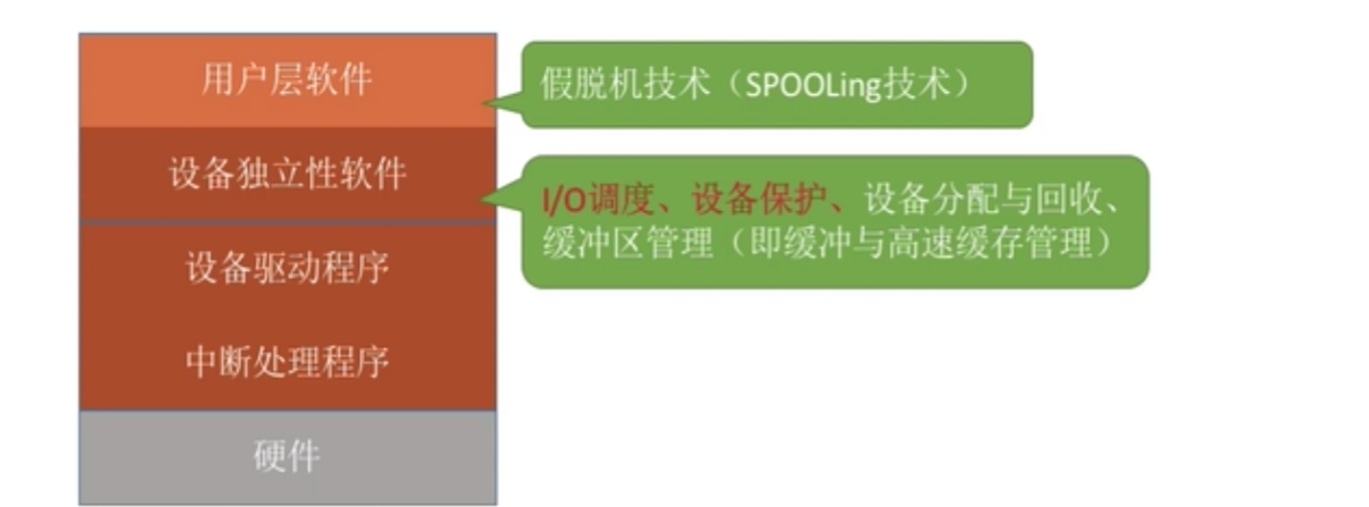 用户层软件
假脱机技术（SPOOLing技术）
设备独立性软件
I/O调度、设备保护、设备分配与回收、
缓冲区管理（即缓冲与高速缓存管理）
设备驱动程序
中断处理程序
硬件